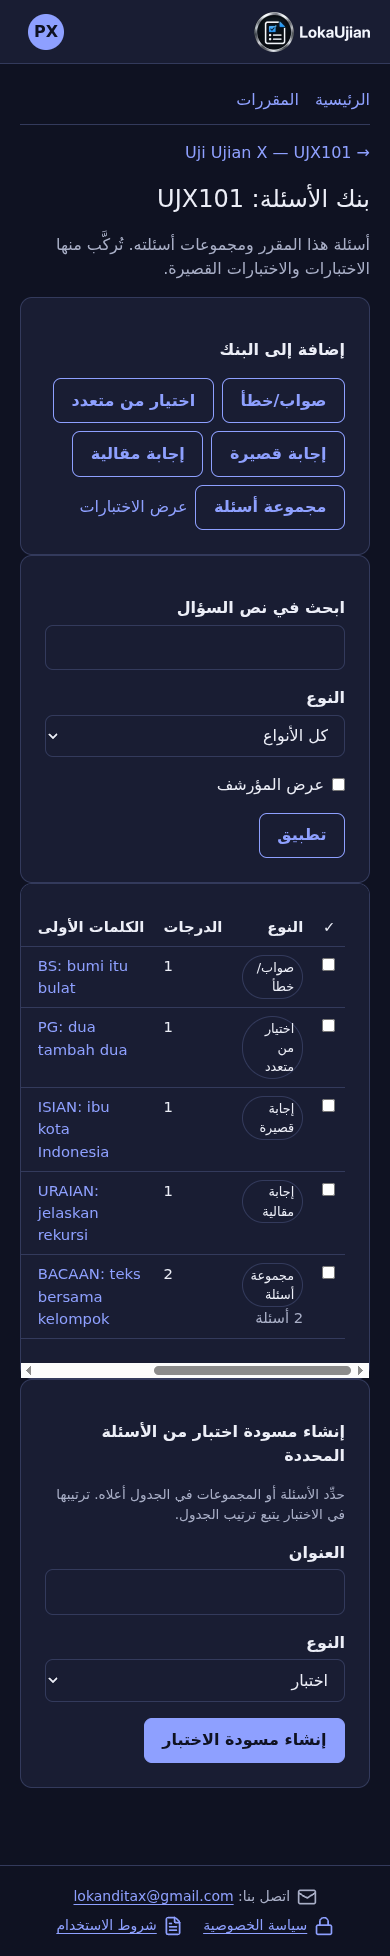 LokaUjian
PX
الرئيسية المقررات
→ Uji Ujian X — UJX101
بنك الأسئلة: UJX101
أسئلة هذا المقرر ومجموعات أسئلته. تُركَّب منها
الاختبارات والاختبارات القصيرة.
إضافة إلى البنك
صواب/خطأ اختيار من متعدد
إجابة قصيرة إجابة مقالية
مجموعة أسئلة عرض الاختبارات
ابحث في نص السؤال
النوع
كل الأنواع
عرض المؤرشف
تطبيق
✓ النوع الدرجات الكلمات الأولى
صواب/
خطأ
1
BS: bumi itu
bulat
اختيار
من
متعدد
1
PG: dua
tambah dua
إجابة
قصيرة
1
ISIAN: ibu
kota
Indonesia
إجابة
مقالية
1
URAIAN:
jelaskan
rekursi
مجموعة
أسئلة
2 أسئلة
2
BACAAN: teks
bersama
kelompok
إنشاء مسودة اختبار من الأسئلة
المحددة
حدِّد الأسئلة أو المجموعات في الجدول أعلاه. ترتيبها
في الاختبار يتبع ترتيب الجدول.
العنوان
النوع
اختبار
إنشاء مسودة الاختبار
اتصل بنا: lokanditax@gmail.com
سياسة الخصوصية شروط الاستخدام